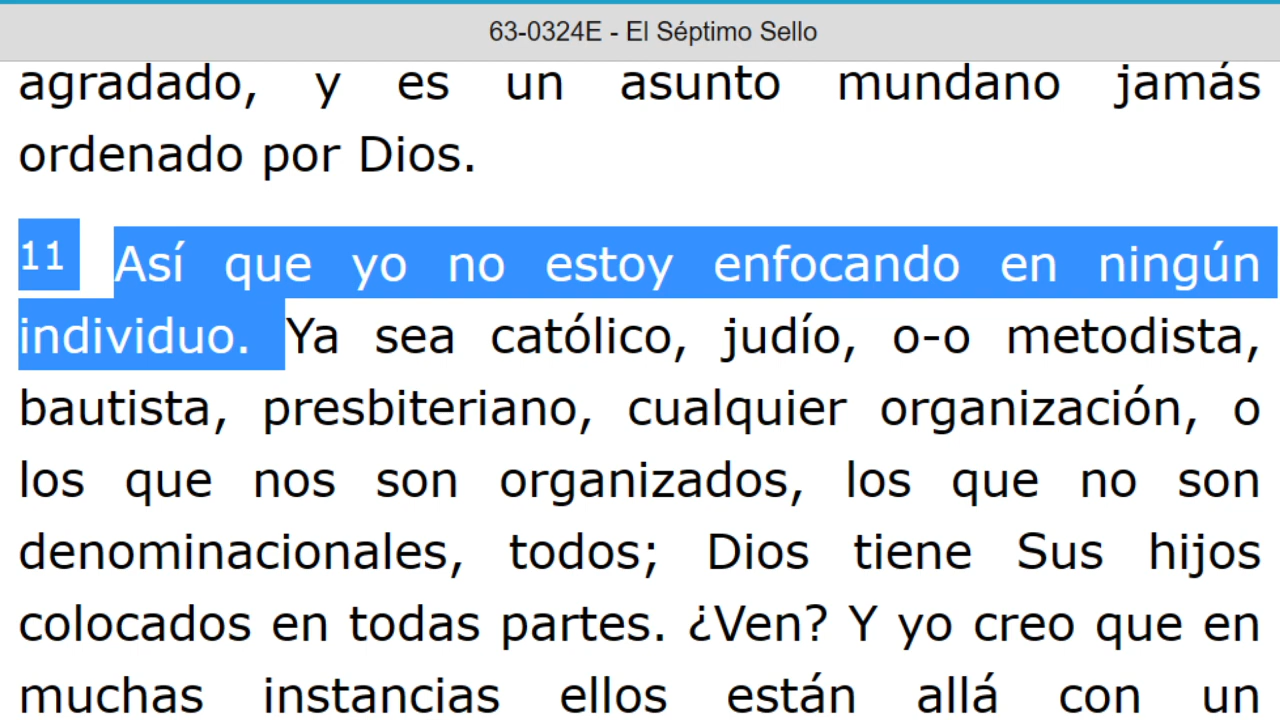 63-0324E - El Séptimo Sello
agradado, y es un asunto mundano jamás
ordenado por Dios.
11 Así que yo no estoy enfocando en ningún
individuo. Ya sea católico, judío, o-o metodista,
bautista, presbiteriano, cualquier organización, o
los que nos son organizados, los que no son
denominacionales, todos; Dios tiene Sus hijos
colocados en todas partes. ¿Ven? Y yo creo que en
muchas instancias ellos están allá con un